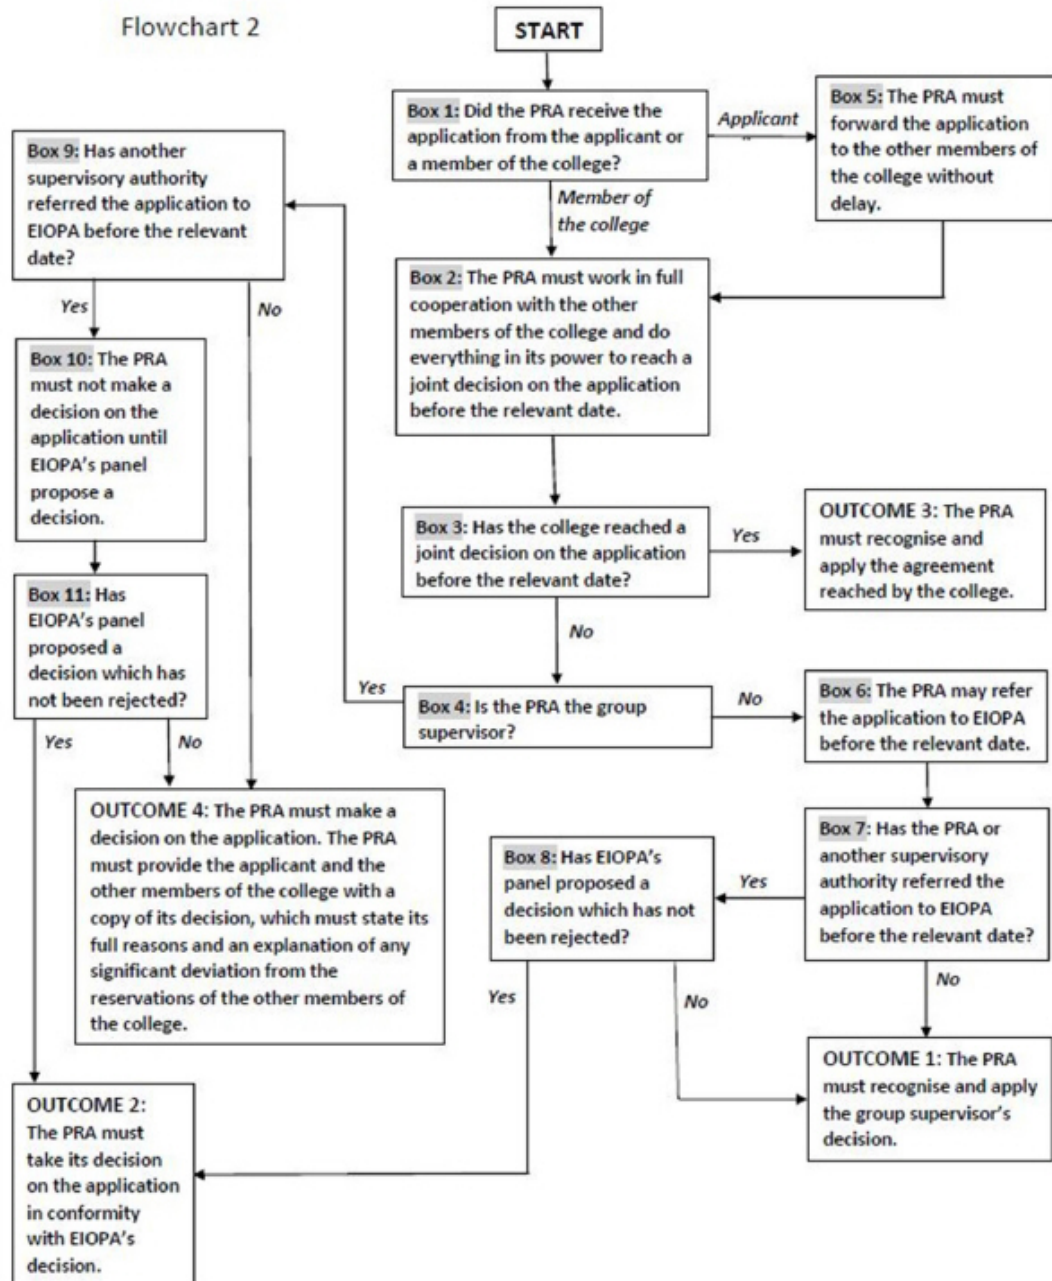 Flowchart 2
START
Box 1: Did the PRA receive the
application from the applicant or
a member of the college?
Applicant
Box 5: The PRA must
forward the application
to the other members of
the college without
delay.
Member of
the college
Box 2: The PRA must work in full
cooperation with the other
members of the college and do
everything in its power to reach a
joint decision on the application
before the relevant date.
Box 3: Has the college reached a
joint decision on the application
before the relevant date?
Yes
OUTCOME 3: The PRA
must recognise and
apply the agreement
reached by the college.
No
Box 4: Is the PRA the group
supervisor?
Yes
No
Box 6: The PRA may refer
the application to EIOPA
before the relevant date.
Box 7: Has the PRA or
another supervisory
authority referred the
application to EIOPA
before the relevant date?
Yes
No
Box 8: Has EIOPA's
panel proposed a
decision which has not
been rejected?
Yes
No
OUTCOME 1: The PRA
must recognise and apply
the group supervisor's
decision.
Box 9: Has another
supervisory authority
referred the application to
EIOPA before the relevant
date?
Yes
No
Box 10: The PRA
must not make a
decision on the
application until
EIOPA's panel
propose a
decision.
Box 11: Has
EIOPA's panel
proposed a
decision which has
not been rejected?
Yes
No
OUTCOME 4: The PRA must make a
decision on the application. The PRA
must provide the applicant and the
other members of the college with a
copy of its decision, which must state its
full reasons and an explanation of any
significant deviation from the
reservations of the other members of
the college.
OUTCOME 2:
The PRA must
take its decision
on the application
in conformity
with EIOPA's
decision.